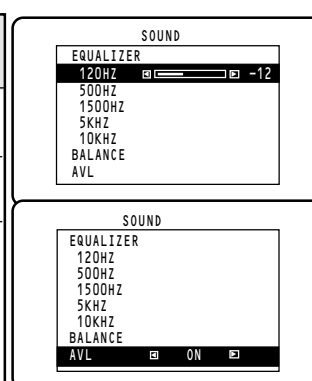 SOUND
EQUALIZER
120HZ -12
500HZ
1500HZ
5KHZ
10KHZ
BALANCE
AVL
SOUND
EQUALIZER
120HZ
500HZ
1500HZ
5KHZ
10KHZ
BALANCE
AVL ON